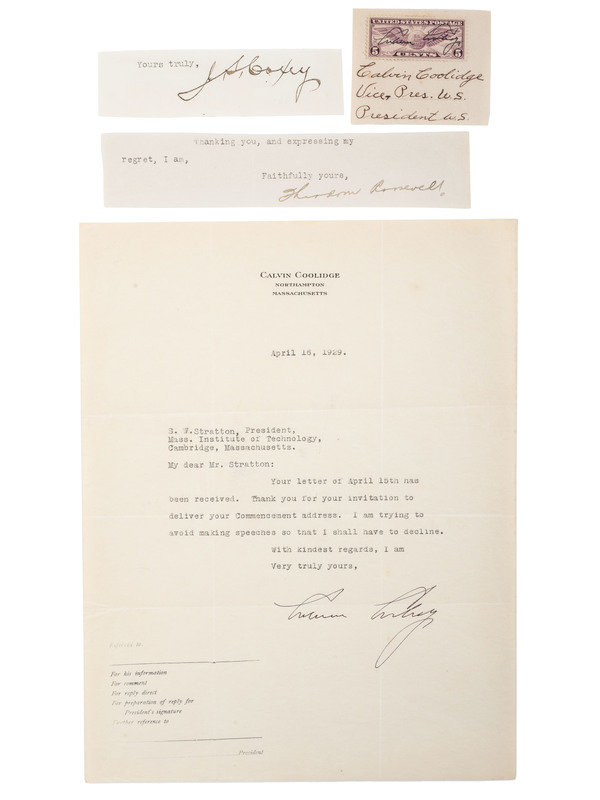 Yours truly,
J. S. Coxey
UNITED STATES POSTAGE
5 CENTS 5
Calvin Coolidge
Calvin Coolidge
Vice, Pres. U.S.
President U.S.
Thanking you, and expressing my
regret, I am,
Faithfully yours,
Theodore Roosevelt.
CALVIN COOLIDGE
NORTHAMPTON
MASSACHUSETTS
April 16, 1929.
S. W. Stratton, President,
Mass. Institute of Technology,
Cambridge, Massachusetts.
My dear Mr. Stratton:
Your letter of April 15th has
been received. Thank you for your invitation to
deliver your Commencement address. I am trying to
avoid making speeches so that I shall have to decline.
With kindest regards, I am
Very truly yours,
Calvin Coolidge
Referred to
For his information
For comment
For reply direct
For preparation of reply for
President's signature
Further reference to
President